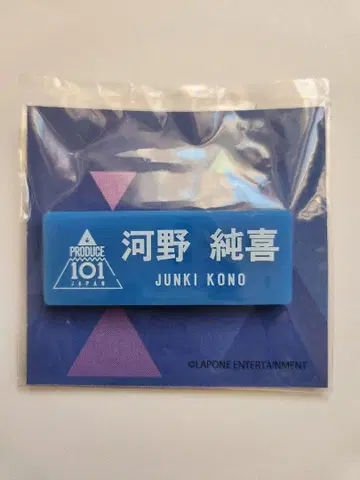 PRODUCE
101
JAPAN
河野 純喜
JUNKI KONO
©LAPONE ENTERTAINMENT